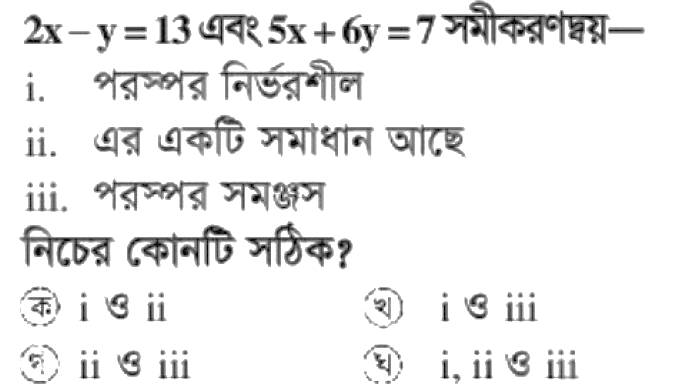 2x – y = 13 এবং 5x + 6y = 7 সমীকরণদ্বয়—
i. পরস্পর নির্ভরশীল
ii. এর একটি সমাধান আছে
iii. পরস্পর সমঞ্জস
নিচের কোনটি সঠিক?
ক i ও ii খ i ও iii
গ ii ও iii ঘ i, ii ও iii